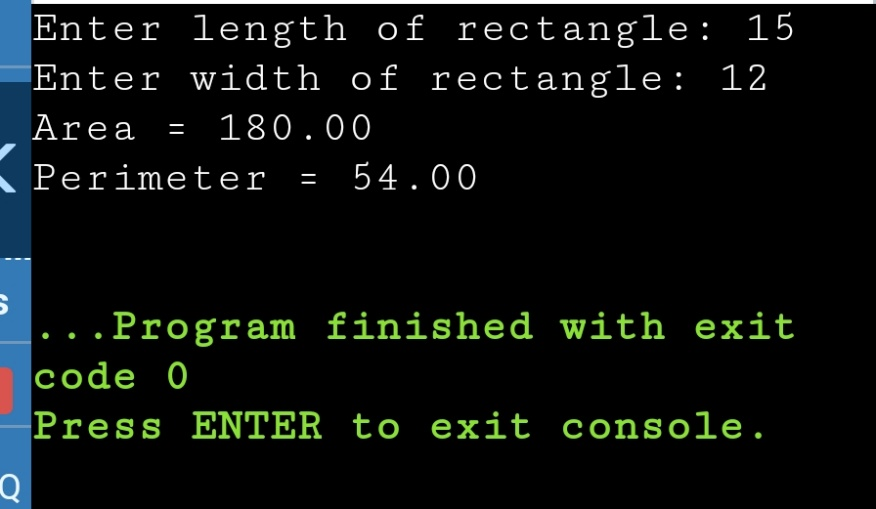 Enter length of rectangle: 15
Enter width of rectangle: 12
Area = 180.00
Perimeter = 54.00
...Program finished with exit
code 0
Press ENTER to exit console.
K
s
Q